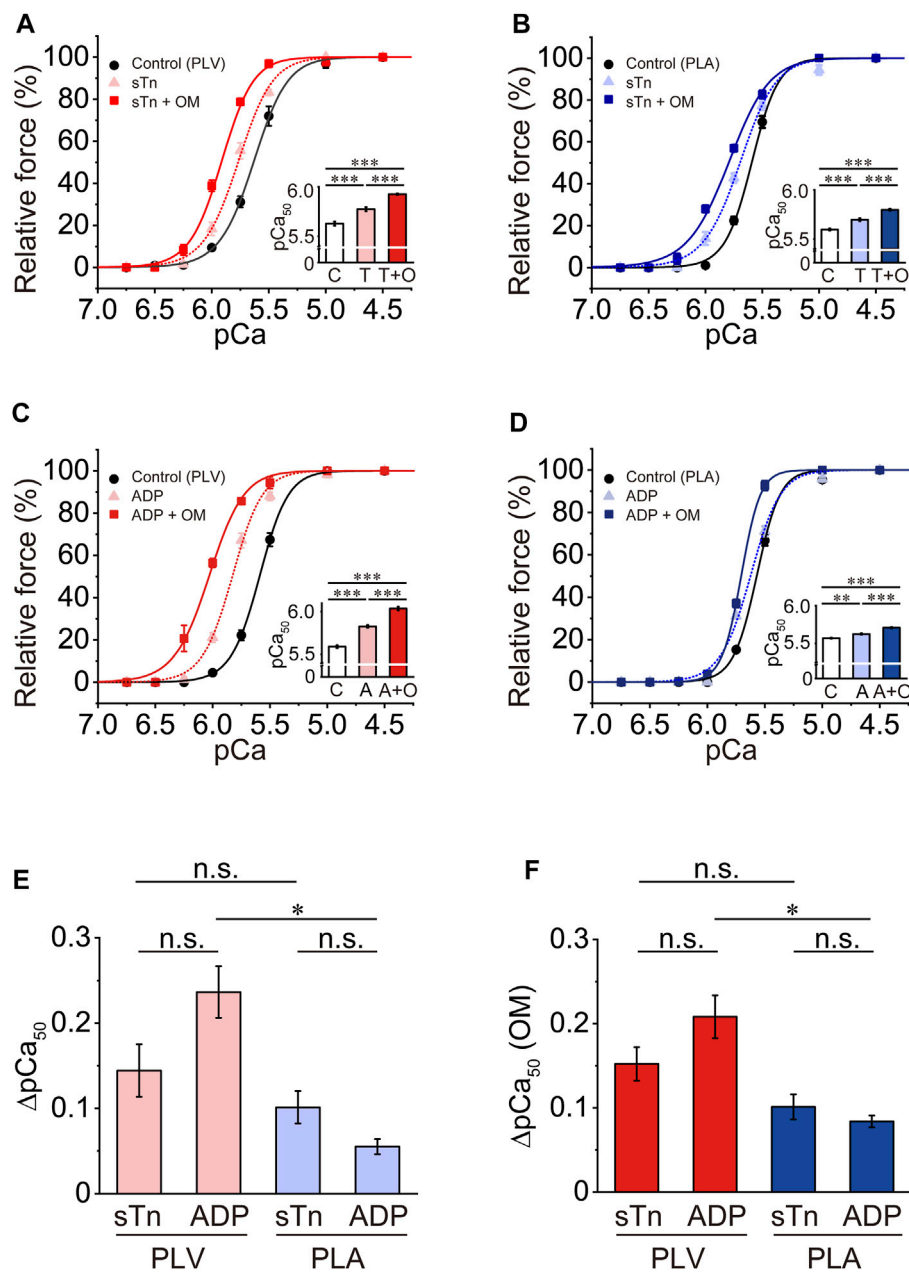 A
Relative force (%)
100
80
60
40
20
0
Control (PLV)
sTn
sTn + OM
***
*** ***
pCa50
6.0
5.5
0
C T T+O
7.0 6.5 6.0 5.5 5.0 4.5
pCa
B
Relative force (%)
100
80
60
40
20
0
Control (PLA)
sTn
sTn + OM
***
*** ***
pCa50
6.0
5.5
0
C T T+O
7.0 6.5 6.0 5.5 5.0 4.5
pCa
C
Relative force (%)
100
80
60
40
20
0
Control (PLV)
ADP
ADP + OM
***
*** ***
pCa50
6.0
5.5
0
C A A+O
7.0 6.5 6.0 5.5 5.0 4.5
pCa
D
Relative force (%)
100
80
60
40
20
0
Control (PLA)
ADP
ADP + OM
***
** ***
pCa50
6.0
5.5
0
C A A+O
7.0 6.5 6.0 5.5 5.0 4.5
pCa
E
n.s.
*
n.s. n.s.
ΔpCa50
0.3
0.2
0.1
0
sTn ADP sTn ADP
PLV PLA
F
n.s.
*
n.s. n.s.
ΔpCa50 (OM)
0.3
0.2
0.1
0
sTn ADP sTn ADP
PLV PLA